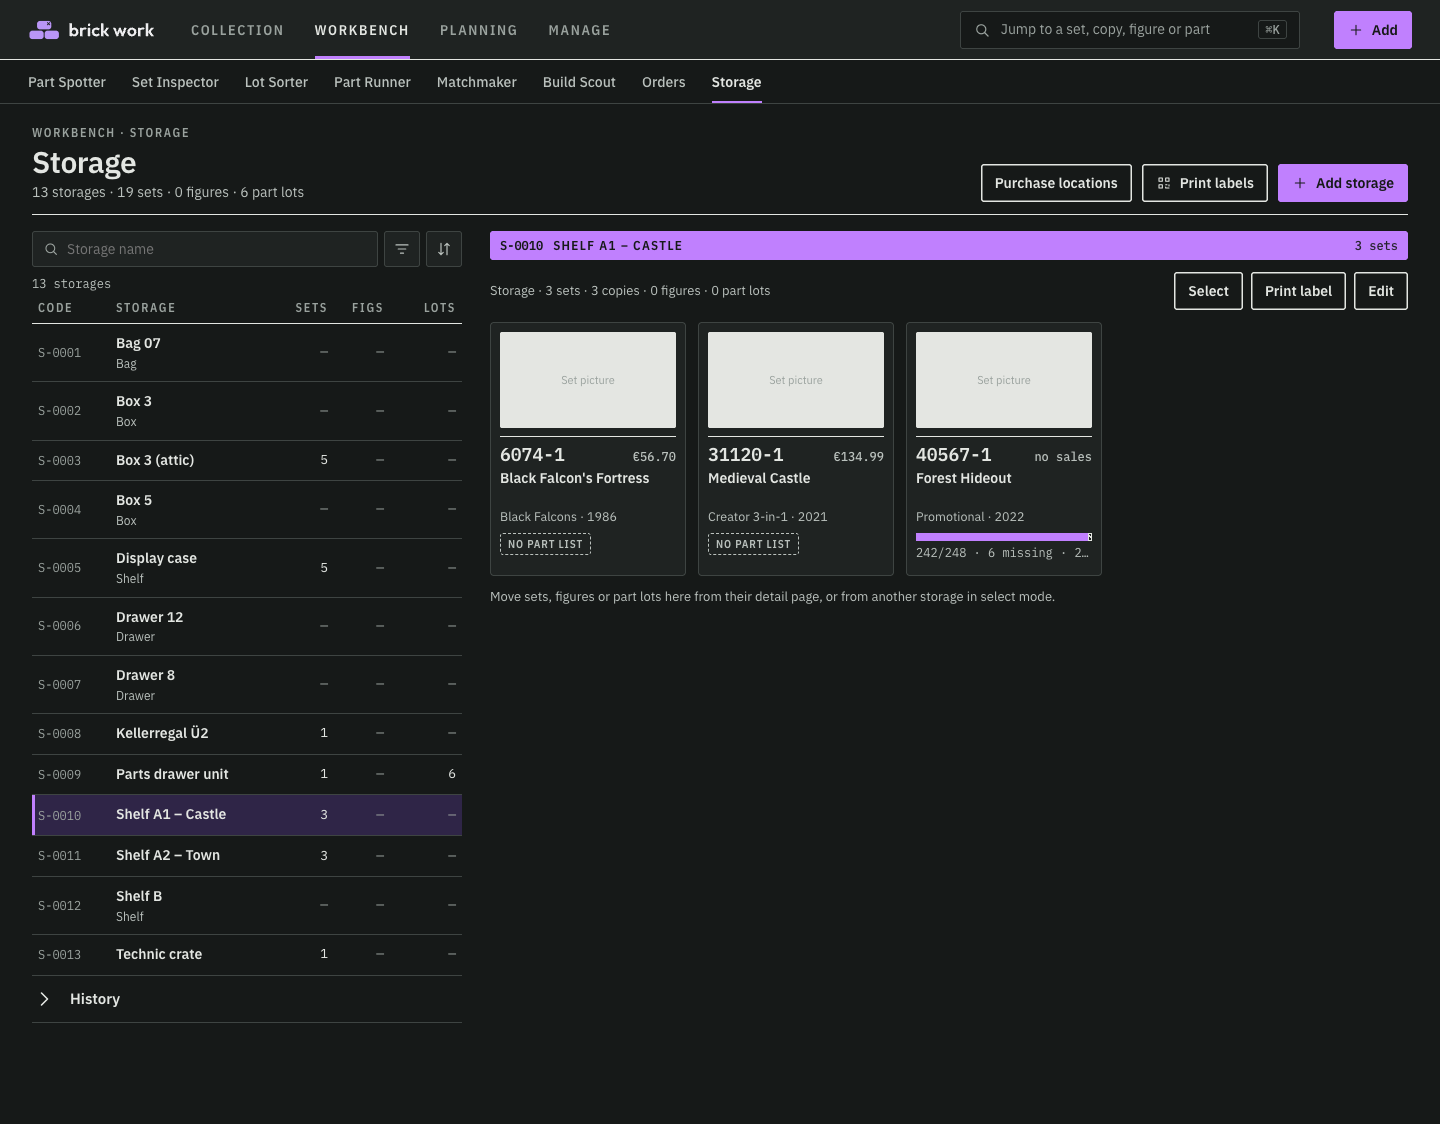 brick work COLLECTION WORKBENCH PLANNING MANAGE Jump to a set, copy, figure or part ⌘K + Add
Part Spotter Set Inspector Lot Sorter Part Runner Matchmaker Build Scout Orders Storage
WORKBENCH · STORAGE
Storage
13 storages · 19 sets · 0 figures · 6 part lots
Purchase locations Print labels + Add storage
Storage name
13 storages
CODE STORAGE SETS FIGS LOTS
S-0001 Bag 07 – – –
Bag
S-0002 Box 3 – – –
Box
S-0003 Box 3 (attic) 5 – –
S-0004 Box 5 – – –
Box
S-0005 Display case 5 – –
Shelf
S-0006 Drawer 12 – – –
Drawer
S-0007 Drawer 8 – – –
Drawer
S-0008 Kellerregal Ü2 1 – –
S-0009 Parts drawer unit 1 – 6
S-0010 Shelf A1 – Castle 3 – –
S-0011 Shelf A2 – Town 3 – –
S-0012 Shelf B – – –
Shelf
S-0013 Technic crate 1 – –
History
S-0010 SHELF A1 – CASTLE 3 sets
Storage · 3 sets · 3 copies · 0 figures · 0 part lots
Select Print label Edit
Set picture
6074-1 €56.70
Black Falcon's Fortress
Black Falcons · 1986
NO PART LIST
Set picture
31120-1 €134.99
Medieval Castle
Creator 3-in-1 · 2021
NO PART LIST
Set picture
40567-1 no sales
Forest Hideout
Promotional · 2022
242/248 · 6 missing · 2…
Move sets, figures or part lots here from their detail page, or from another storage in select mode.